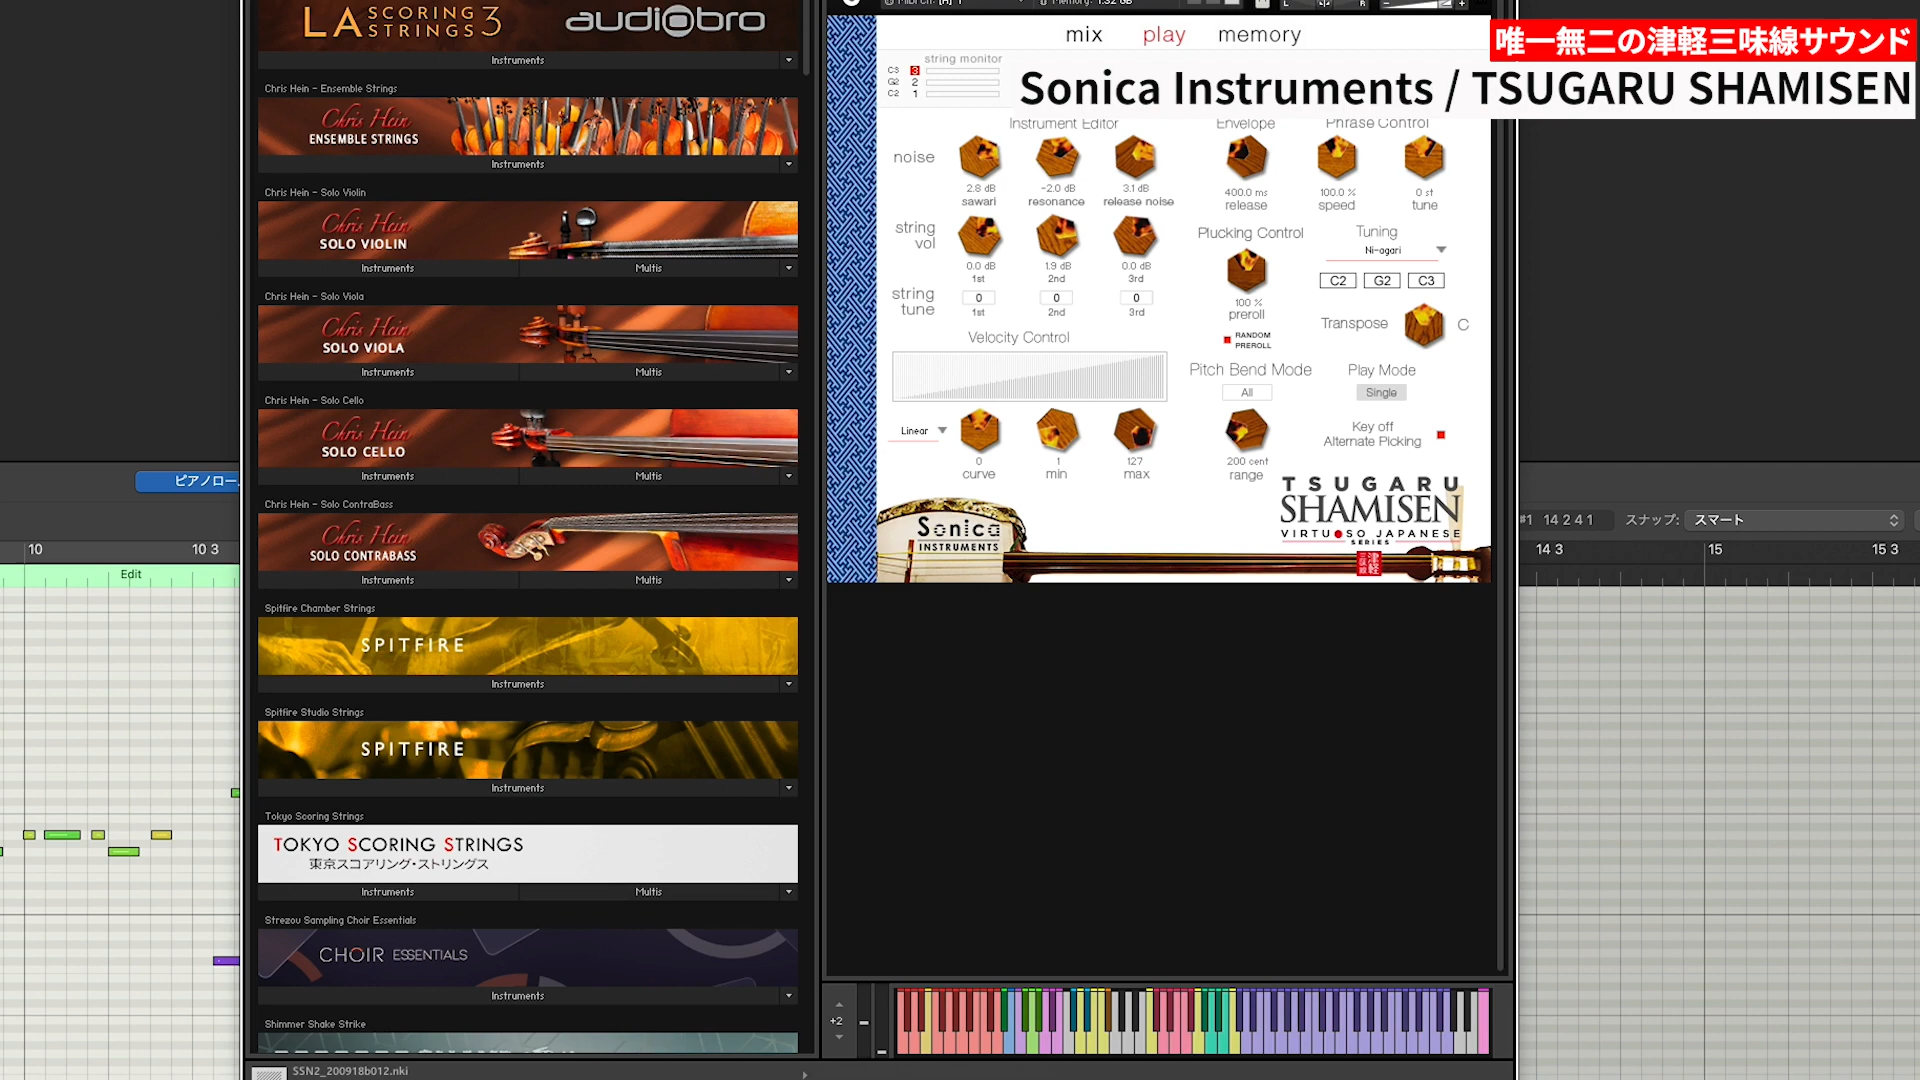 LA SCORING STRINGS 3 audiobro
Instruments
Chris Hein - Ensemble Strings
Chris Hein
ENSEMBLE STRINGS
Instruments
Chris Hein - Solo Violin
Chris Hein
SOLO VIOLIN
Instruments Multis
Chris Hein - Solo Viola
Chris Hein
SOLO VIOLA
Instruments Multis
Chris Hein - Solo Cello
Chris Hein
SOLO CELLO
Instruments Multis
Chris Hein - Solo ContraBass
Chris Hein
SOLO CONTRABASS
Instruments Multis
Spitfire Chamber Strings
SPITFIRE
Instruments
Spitfire Studio Strings
SPITFIRE
Instruments
Tokyo Scoring Strings
TOKYO SCORING STRINGS
東京スコアリング・ストリングス
Instruments Multis
Strezou Sampling Choir Essentials
CHOIR ESSENTIALS
Instruments
Shimmer Shake Strike
SSN2_200918b012.nki
mix play memory
唯一無二の津軽三味線サウンド
Sonica Instruments / TSUGARU SHAMISEN
string monitor
C3 3
G2 2
C2 1
Instrument Editor Envelope Phrase Control
noise
2.8 dB -2.0 dB 3.1 dB 400.0 ms 100.0 % 0 st
sawari resonance release noise release speed tune
string vol
0.0 dB 1.9 dB 0.0 dB
1st 2nd 3rd
string tune
0 0 0
1st 2nd 3rd
Plucking Control
100 %
preroll
RANDOM PREROLL
Tuning
Ni-agari
C2 G2 C3
Transpose C
Velocity Control
Linear
0 1 127
curve min max
Pitch Bend Mode
All
200 cent
range
Play Mode
Single
Key off
Alternate Picking
TSUGARU
SHAMISEN
VIRTUOSO JAPANESE
SERIES
Sonica
INSTRUMENTS
+2
ピアノロー
10 10 3
Edit
14 2 4 1 スナップ: スマート
14 3 15 15 3